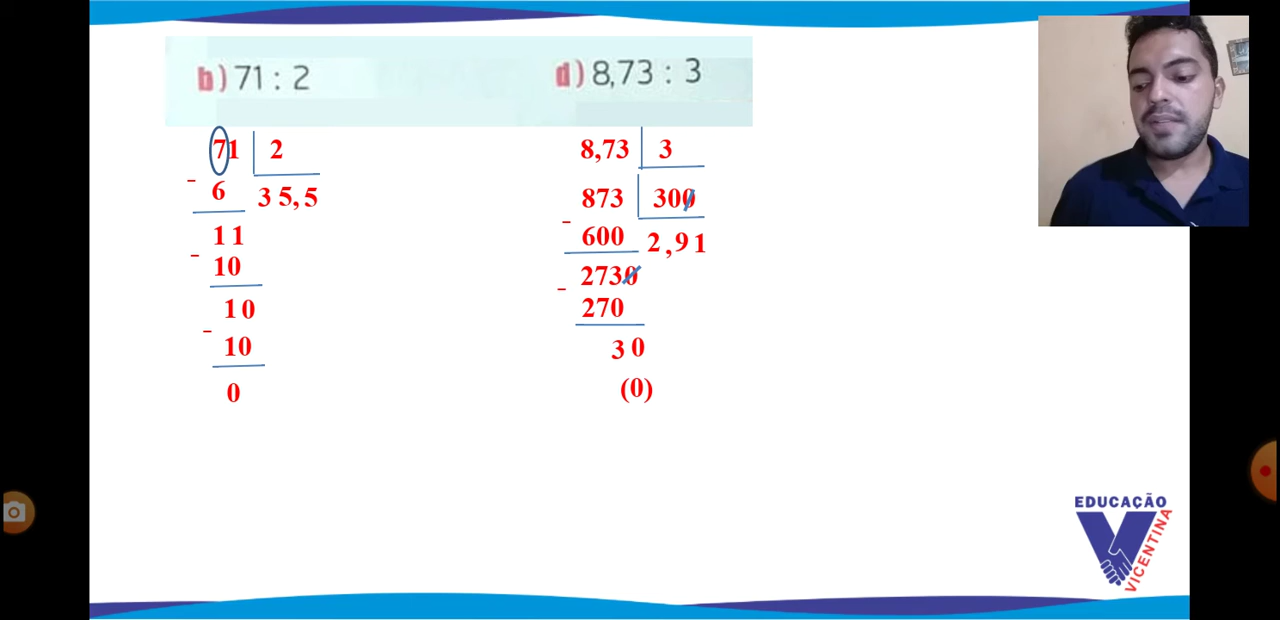 b) 71 : 2
71 2
- 6 35,5
11
- 10
10
- 10
0
d) 8,73 : 3
8,73 3
873 300
- 600 2,91
2730
- 270
30
(0)
EDUCAÇÃO
VICENTINA